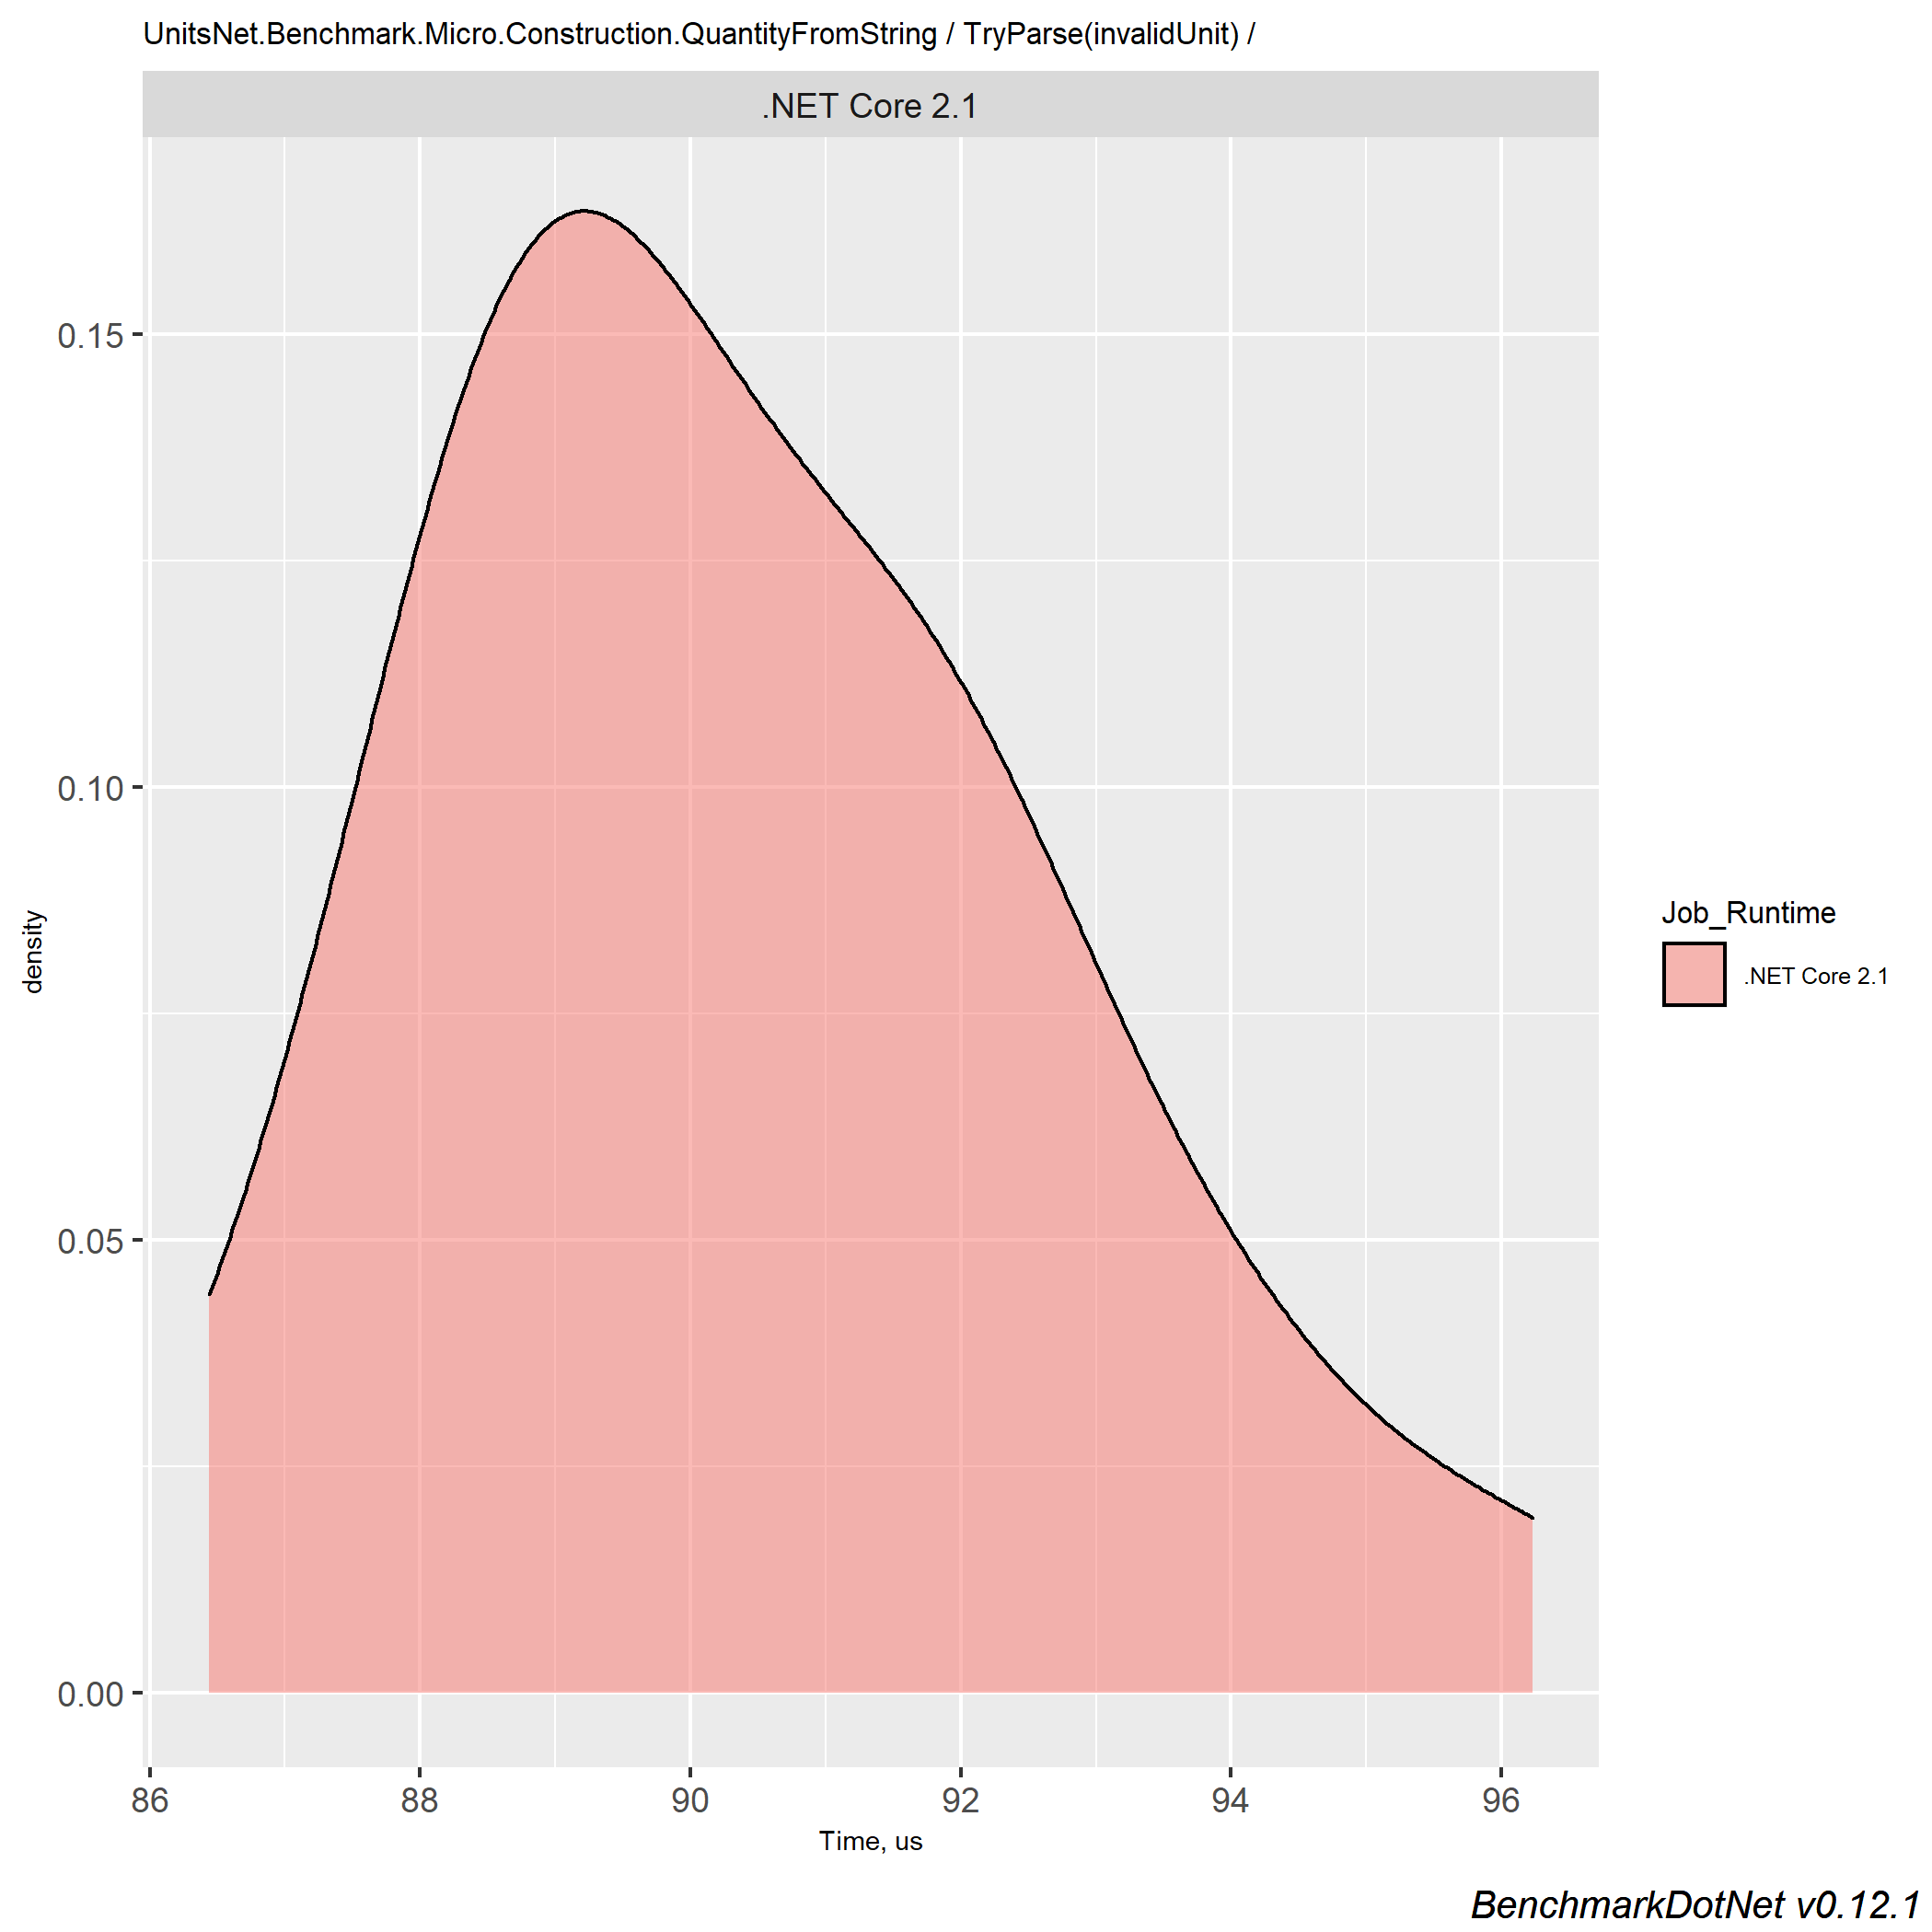 UnitsNet.Benchmark.Micro.Construction.QuantityFromString / TryParse(invalidUnit) /
.NET Core 2.1
0.15
0.10
0.05
0.00
density
86 88 90 92 94 96
Time, us
Job_Runtime
.NET Core 2.1
BenchmarkDotNet v0.12.1